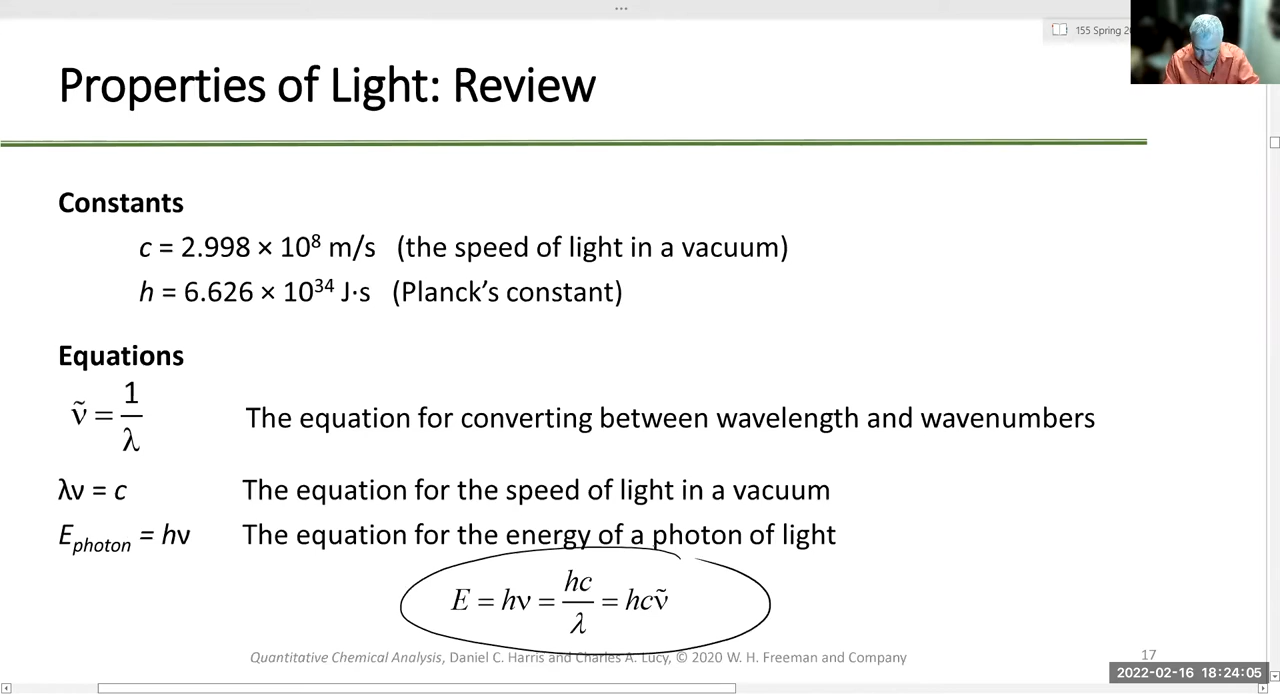 155 Spring 2
Properties of Light: Review
Constants
c = 2.998 × 10⁸ m/s (the speed of light in a vacuum)
h = 6.626 × 10³⁴ J·s (Planck’s constant)
Equations
ν̃ = 1/λ The equation for converting between wavelength and wavenumbers
λν = c The equation for the speed of light in a vacuum
E_photon = hν The equation for the energy of a photon of light
E = hν = hc/λ = hcν̃
Quantitative Chemical Analysis, Daniel C. Harris and Charles A. Lucy, © 2020 W. H. Freeman and Company
17
2022-02-16 18:24:05